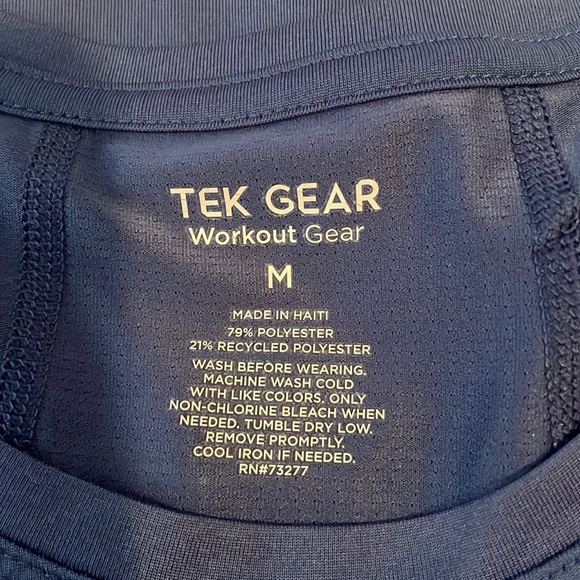 TEK GEAR
Workout Gear
M
MADE IN HAITI
79% POLYESTER
21% RECYCLED POLYESTER
WASH BEFORE WEARING.
MACHINE WASH COLD
WITH LIKE COLORS. ONLY
NON-CHLORINE BLEACH WHEN
NEEDED. TUMBLE DRY LOW.
REMOVE PROMPTLY.
COOL IRON IF NEEDED.
RN#73277